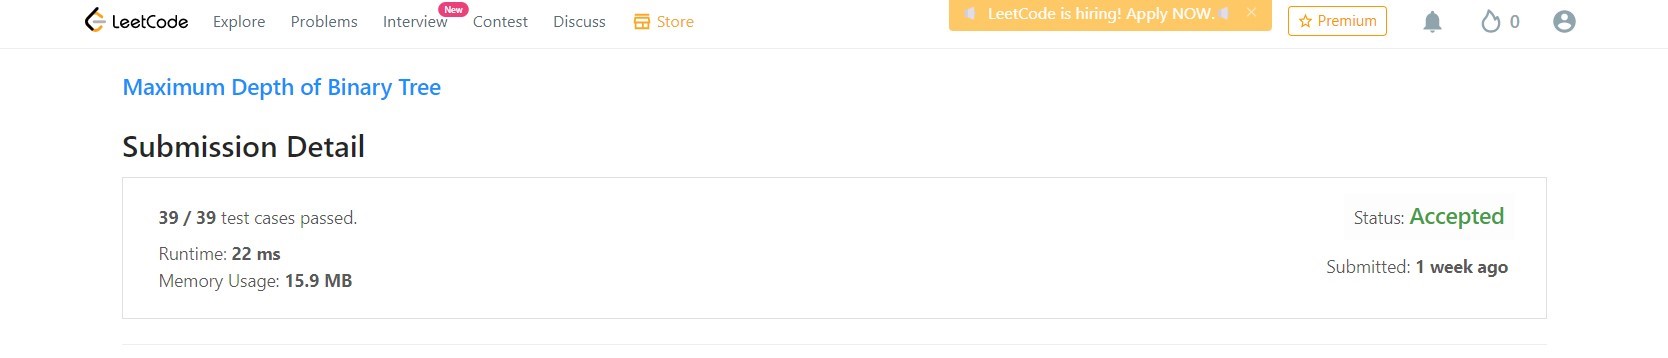 LeetCode Explore Problems Interview New Contest Discuss Store LeetCode is hiring! Apply NOW. × Premium 0
Maximum Depth of Binary Tree
Submission Detail
39 / 39 test cases passed.
Status: Accepted
Runtime: 22 ms
Submitted: 1 week ago
Memory Usage: 15.9 MB